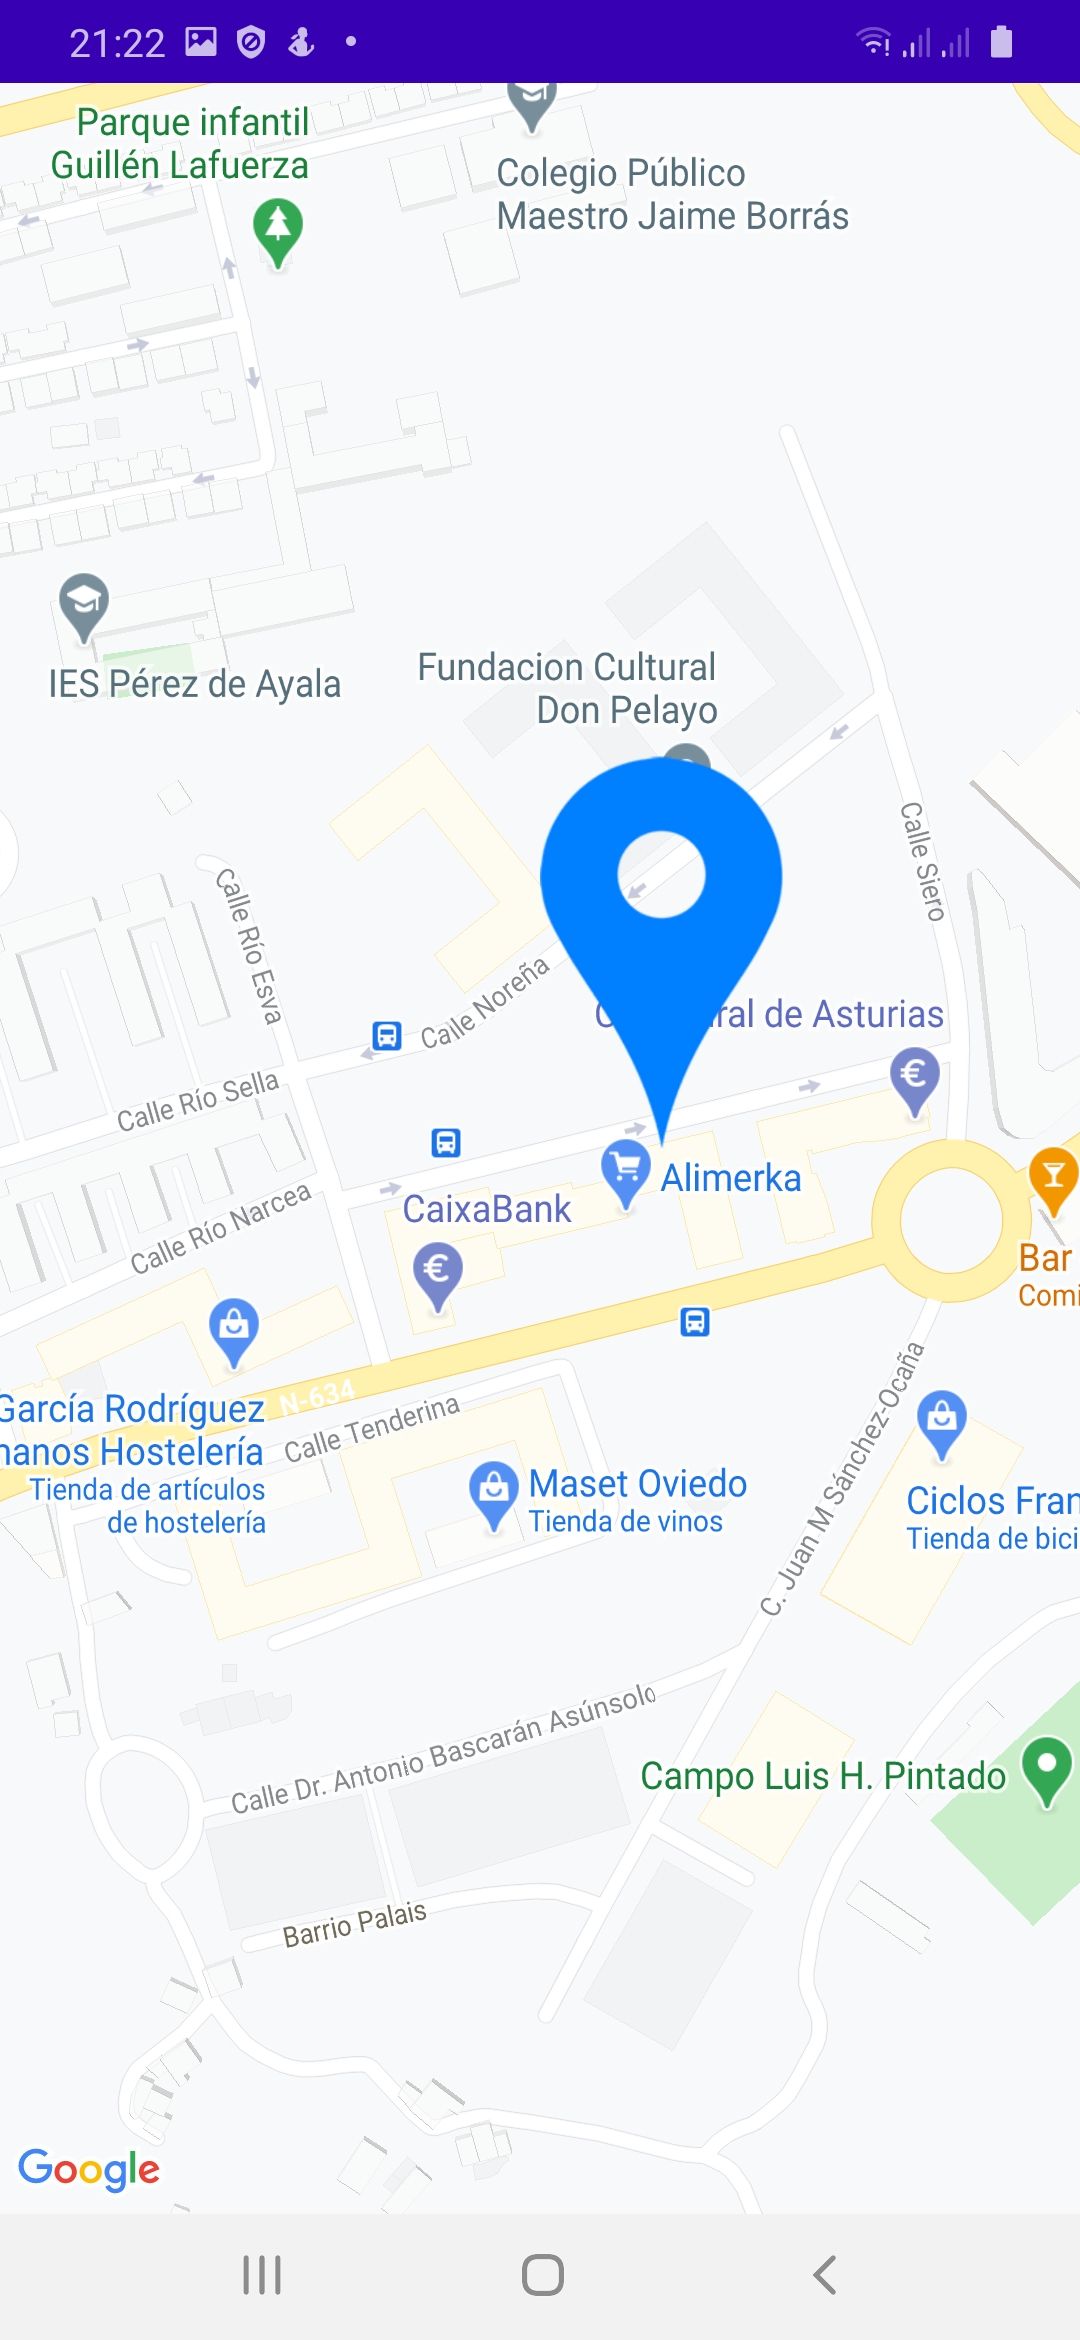 21:22
Parque infantil
Guillén Lafuerza
Colegio Público
Maestro Jaime Borrás
IES Pérez de Ayala
Fundacion Cultural
Don Pelayo
Calle Siero
Calle Río Esva
Calle Noreña
ral de Asturias
Calle Río Sella
Alimerka
CaixaBank
Calle Río Narcea
Bar
Comi
N-634
García Rodríguez
nanos Hostelería
Tienda de artículos
de hostelería
Calle Tenderina
C. Juan M Sánchez-Ocaña
Maset Oviedo
Tienda de vinos
Ciclos Fran
Tienda de bici
Calle Dr. Antonio Bascarán Asúnsolo
Campo Luis H. Pintado
Barrio Palais
Google